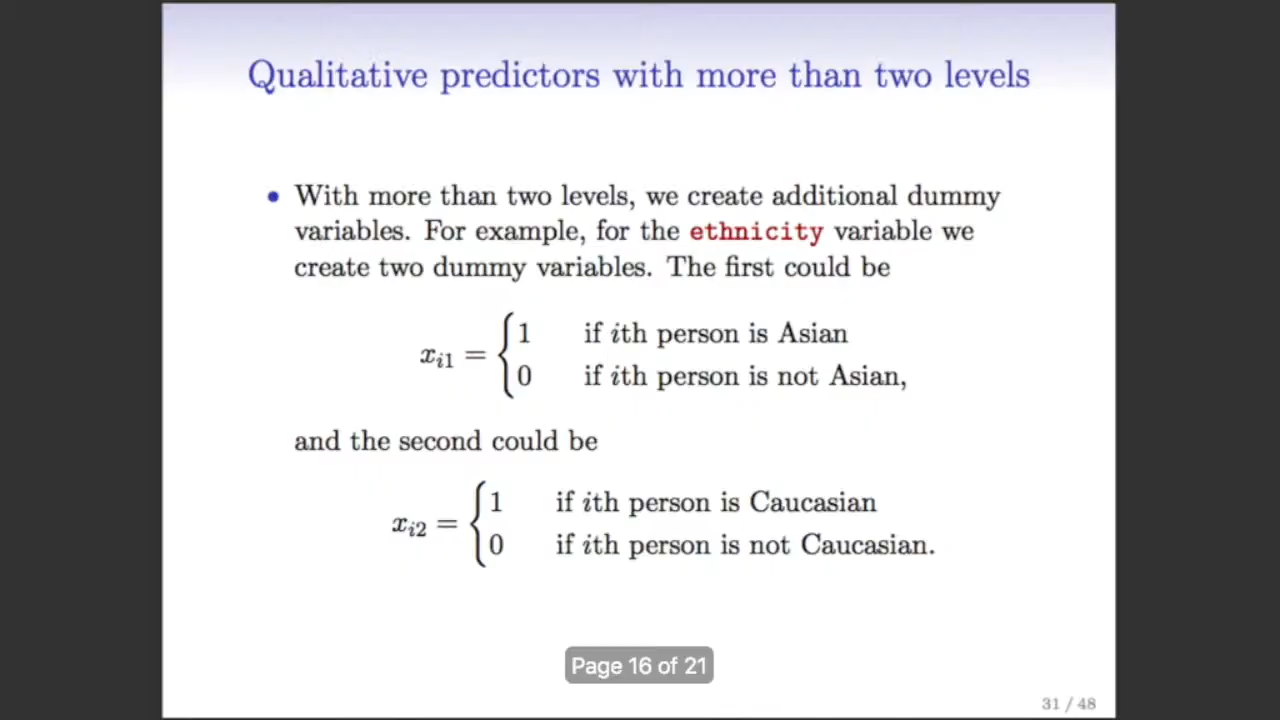 Qualitative predictors with more than two levels
• With more than two levels, we create additional dummy
variables. For example, for the ethnicity variable we
create two dummy variables. The first could be
x_{i1} = { 1 if ith person is Asian
0 if ith person is not Asian,
and the second could be
x_{i2} = { 1 if ith person is Caucasian
0 if ith person is not Caucasian.
Page 16 of 21
31 / 48